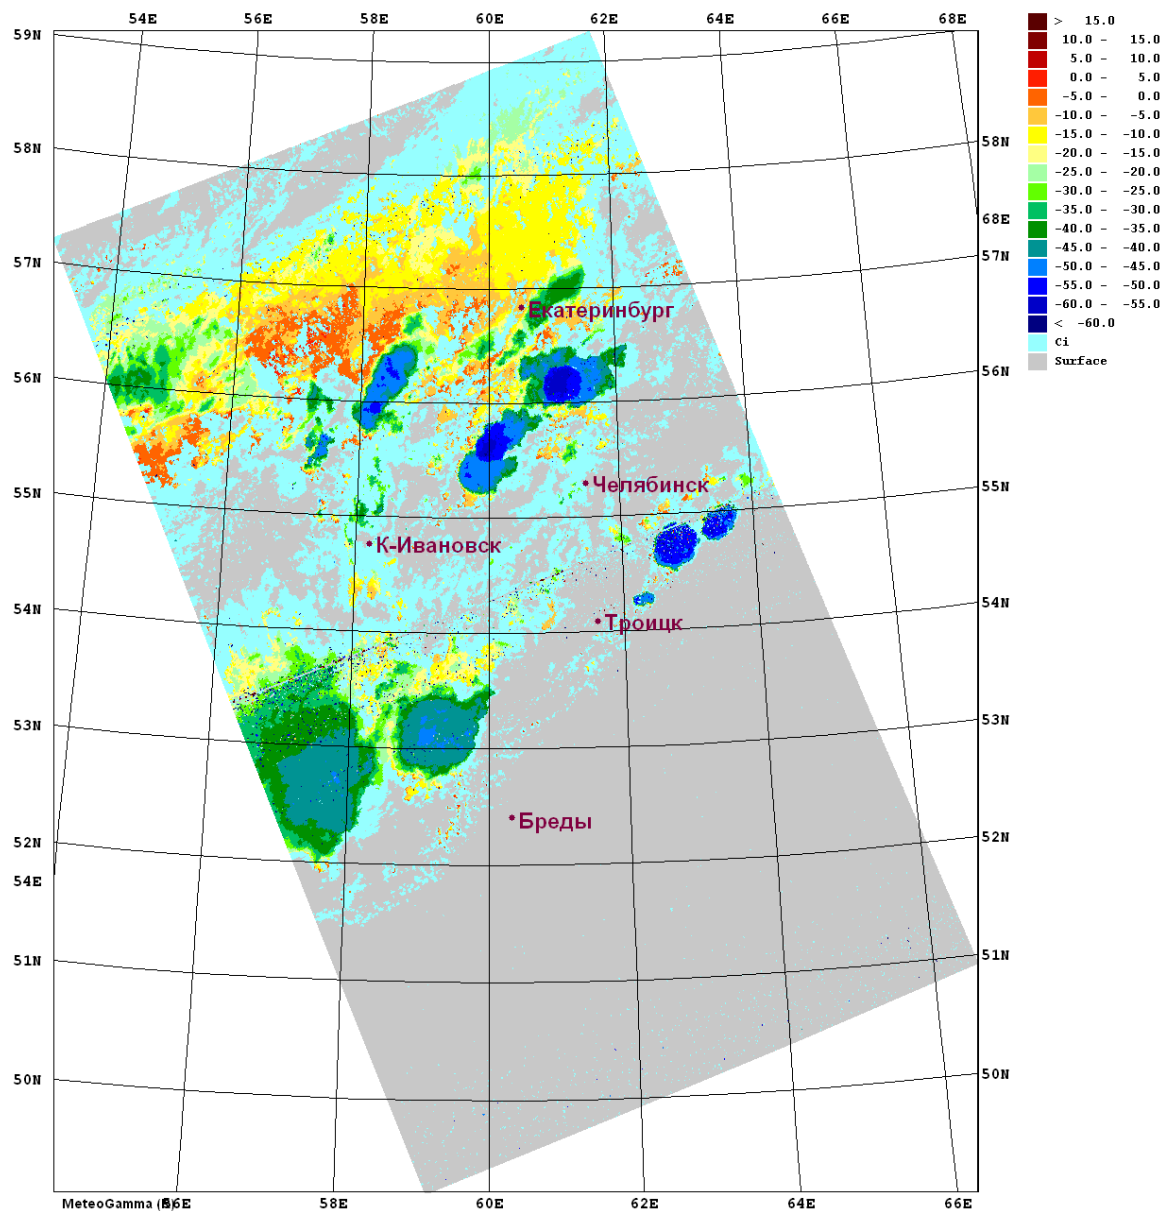 54E 56E 58E 60E 62E 64E 66E 68E
59N
58N
57N
56N
55N
54N
53N
52N
54E
51N
50N
58N
68E
57N
56N
55N
54N
53N
52N
51N
50N
Екатеринбург
Челябинск
К-Ивановск
Троицк
Бреды
MeteoGamma 56E 58E 60E 62E 64E 66E
> 15.0
10.0 - 15.0
5.0 - 10.0
0.0 - 5.0
-5.0 - 0.0
-10.0 - -5.0
-15.0 - -10.0
-20.0 - -15.0
-25.0 - -20.0
-30.0 - -25.0
-35.0 - -30.0
-40.0 - -35.0
-45.0 - -40.0
-50.0 - -45.0
-55.0 - -50.0
-60.0 - -55.0
< -60.0
Ci
Surface